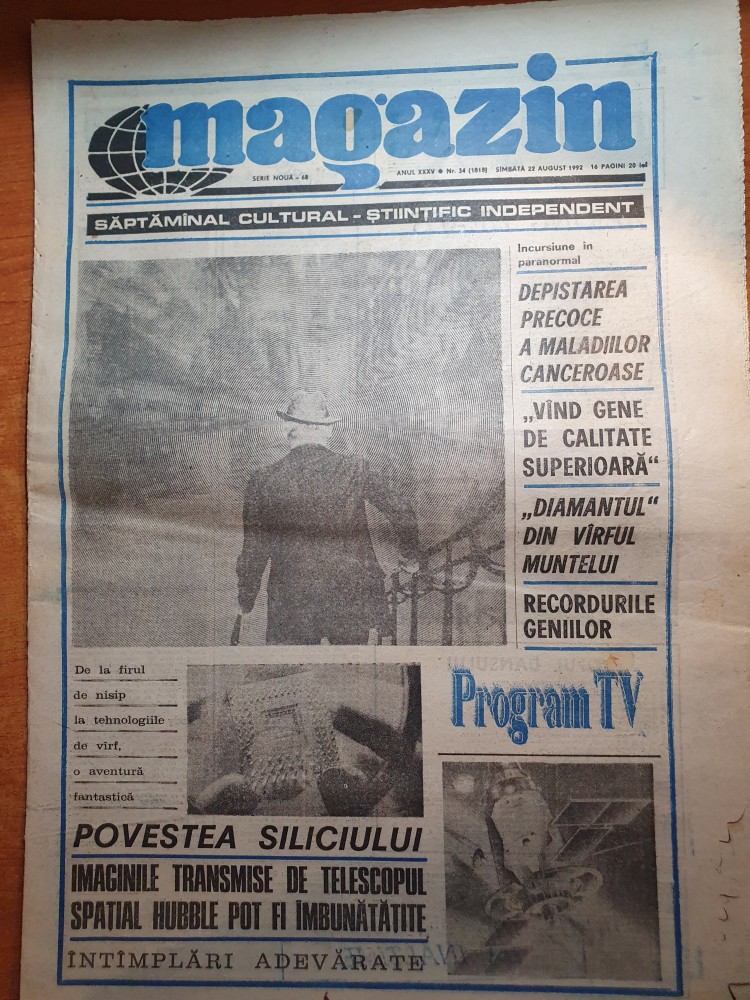 magazin
SERIE NOUĂ - 68
ANUL XXXV ● Nr. 34 (1818) SÎMBĂTĂ 22 AUGUST 1992 16 PAGINI 20 lei
SĂPTĂMÎNAL CULTURAL - ȘTIINȚIFIC INDEPENDENT
Incursiune în
paranormal
DEPISTAREA
PRECOCE
A MALADIILOR
CANCEROASE
„VÎND GENE
DE CALITATE
SUPERIOARĂ“
„DIAMANTUL“
DIN VÎRFUL
MUNTELUI
RECORDURILE
GENIILOR
Program TV
De la firul
de nisip
la tehnologiile
de vîrf,
o aventură
fantastică
POVESTEA SILICIULUI
IMAGINILE TRANSMISE DE TELESCOPUL
SPAȚIAL HUBBLE POT FI ÎMBUNĂTĂȚITE
ÎNTÎMPLĂRI ADEVĂRATE